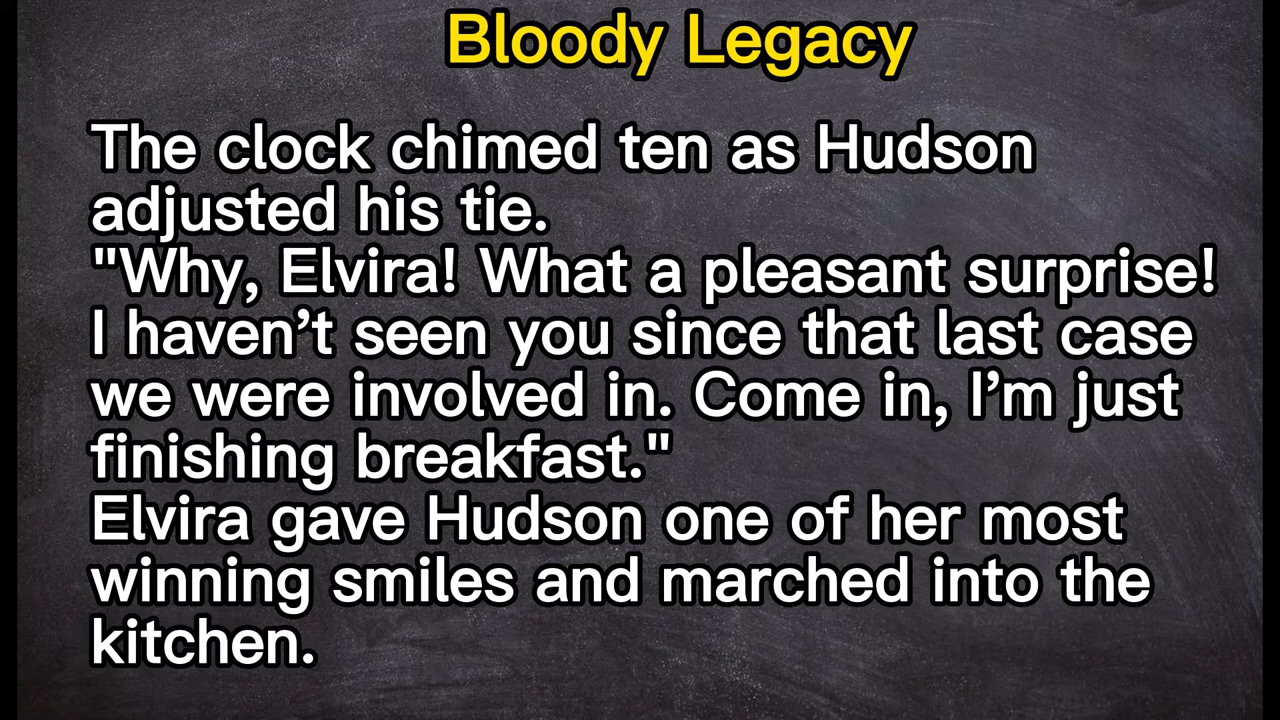 Bloody Legacy
The clock chimed ten as Hudson
adjusted his tie.
"Why, Elvira! What a pleasant surprise!
I haven’t seen you since that last case
we were involved in. Come in, I’m just
finishing breakfast."
Elvira gave Hudson one of her most
winning smiles and marched into the
kitchen.